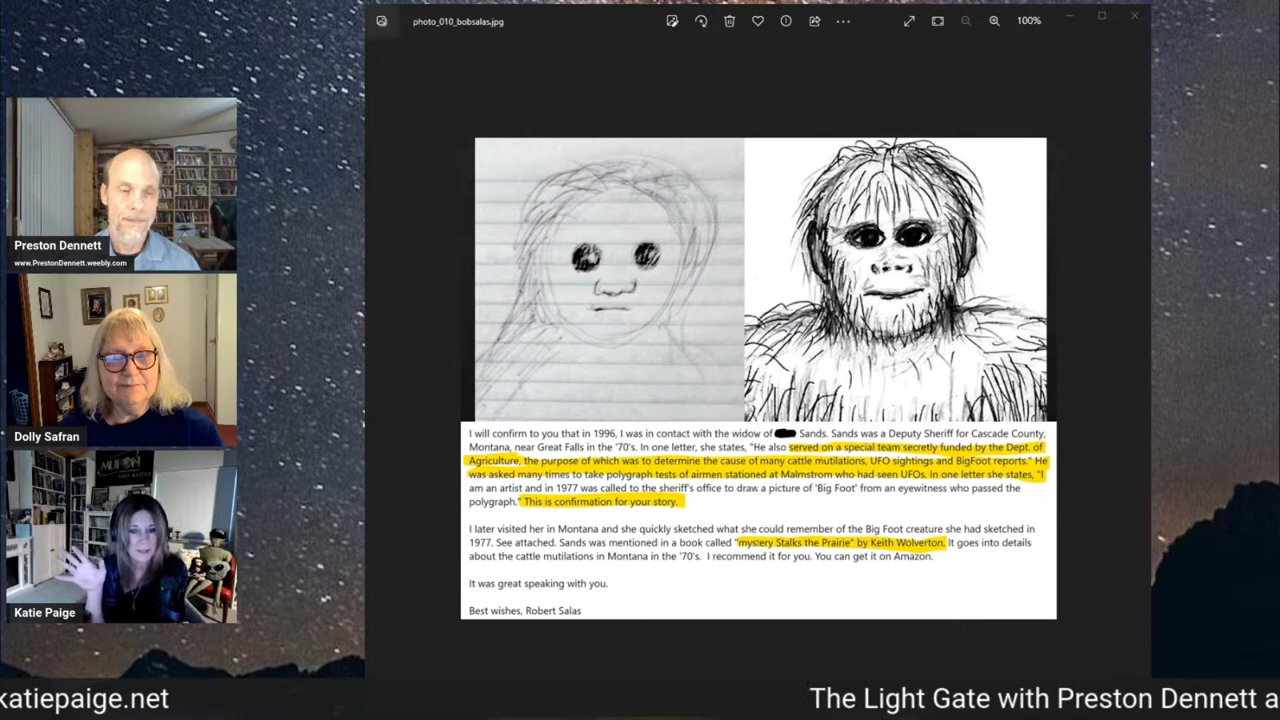 photo_010_bobsalas.jpg
100%
Preston Dennett
www.PrestonDennett.weebly.com
Dolly Safran
MUFON
Katie Paige
I will confirm to you that in 1996, I was in contact with the widow of Sands. Sands was a Deputy Sheriff for Cascade County,
Montana, near Great Falls in the '70's. In one letter, she states, "He also served on a special team secretly funded by the Dept. of
Agriculture, the purpose of which was to determine the cause of many cattle mutilations, UFO sightings and BigFoot reports." He
was asked many times to take polygraph tests of airmen stationed at Malmstrom who had seen UFOs. In one letter she states, "I
am an artist and in 1977 was called to the sheriff's office to draw a picture of 'Big Foot' from an eyewitness who passed the
polygraph." This is confirmation for your story.
I later visited her in Montana and she quickly sketched what she could remember of the Big Foot creature she had sketched in
1977. See attached. Sands was mentioned in a book called "mystery Stalks the Prairie" by Keith Wolverton. It goes into details
about the cattle mutilations in Montana in the '70's. I recommend it for you. You can get it on Amazon.
It was great speaking with you.
Best wishes, Robert Salas
katiepaige.net
The Light Gate with Preston Dennett a